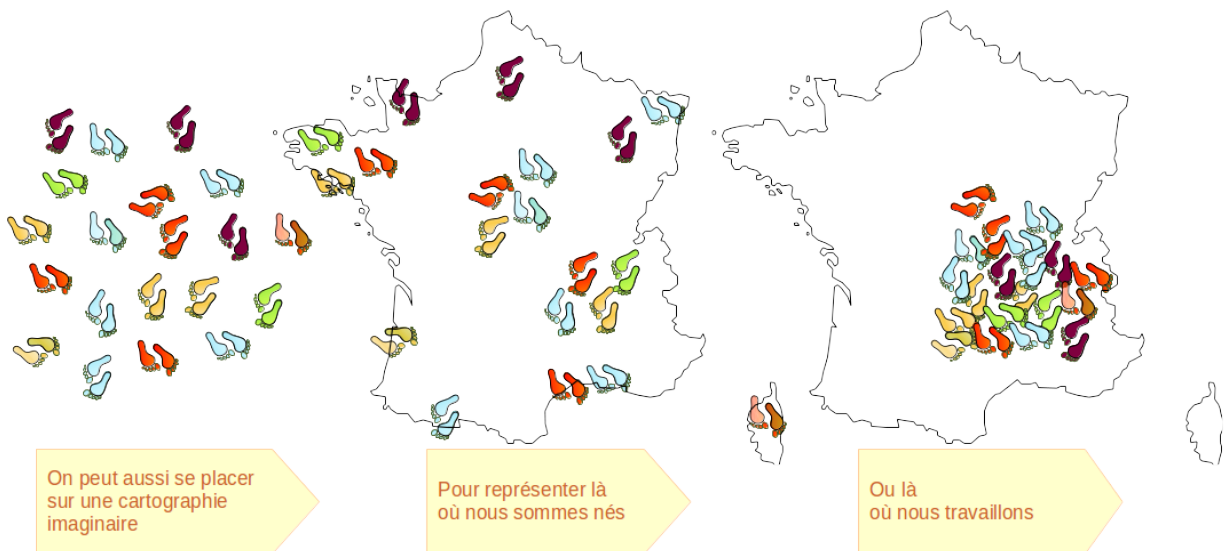 On peut aussi se placer
sur une cartographie
imaginaire
Pour représenter là
où nous sommes nés
Ou là
où nous travaillons